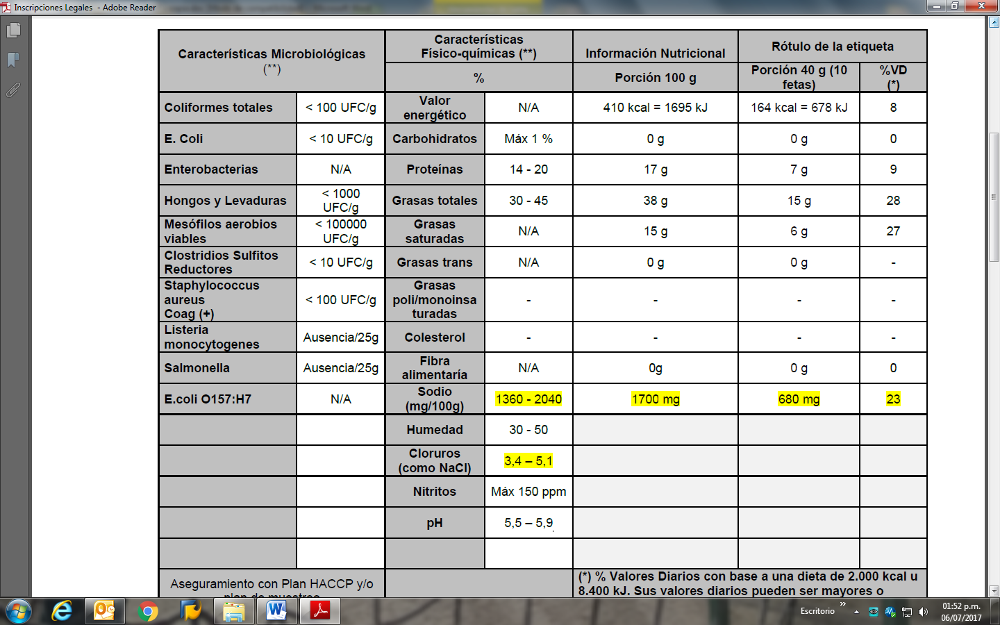 Inscripciones Legales - Adobe Reader
Características Microbiológicas
(**)
Características
Físico-químicas (**)
Información Nutricional
Rótulo de la etiqueta
%
Porción 100 g
Porción 40 g (10
fetas)
%VD
(*)
Coliformes totales
< 100 UFC/g
Valor
energético
N/A
410 kcal = 1695 kJ
164 kcal = 678 kJ
8
E. Coli
< 10 UFC/g
Carbohidratos
Máx 1 %
0 g
0 g
0
Enterobacterias
N/A
Proteínas
14 - 20
17 g
7 g
9
Hongos y Levaduras
< 1000
UFC/g
Grasas totales
30 - 45
38 g
15 g
28
Mesófilos aerobios
viables
< 100000
UFC/g
Grasas
saturadas
N/A
15 g
6 g
27
Clostridios Sulfitos
Reductores
< 10 UFC/g
Grasas trans
N/A
0 g
0 g
-
Staphylococcus
aureus
Coag (+)
< 100 UFC/g
Grasas
poli/monoinsa
turadas
-
-
-
-
Listeria
monocytogenes
Ausencia/25g
Colesterol
-
-
-
-
Salmonella
Ausencia/25g
Fibra
alimentaría
N/A
0g
0 g
0
E.coli O157:H7
N/A
Sodio
(mg/100g)
1360 - 2040
1700 mg
680 mg
23
Humedad
30 - 50
Cloruros
(como NaCl)
3,4 – 5,1
Nitritos
Máx 150 ppm
pH
5,5 – 5,9
Aseguramiento con Plan HACCP y/o
plan de muestreo
(*) % Valores Diarios con base a una dieta de 2.000 kcal u
8.400 kJ. Sus valores diarios pueden ser mayores o
Escritorio
01:52 p.m.
06/07/2017